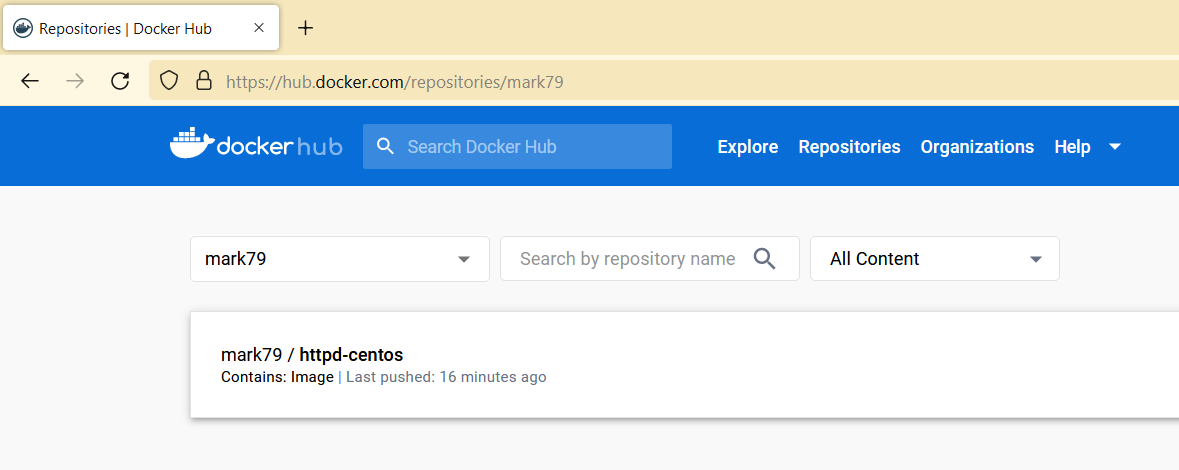 Repositories | Docker Hub
https://hub.docker.com/repositories/mark79
docker hub
Search Docker Hub
Explore
Repositories
Organizations
Help
mark79
Search by repository name
All Content
mark79 / httpd-centos
Contains: Image | Last pushed: 16 minutes ago